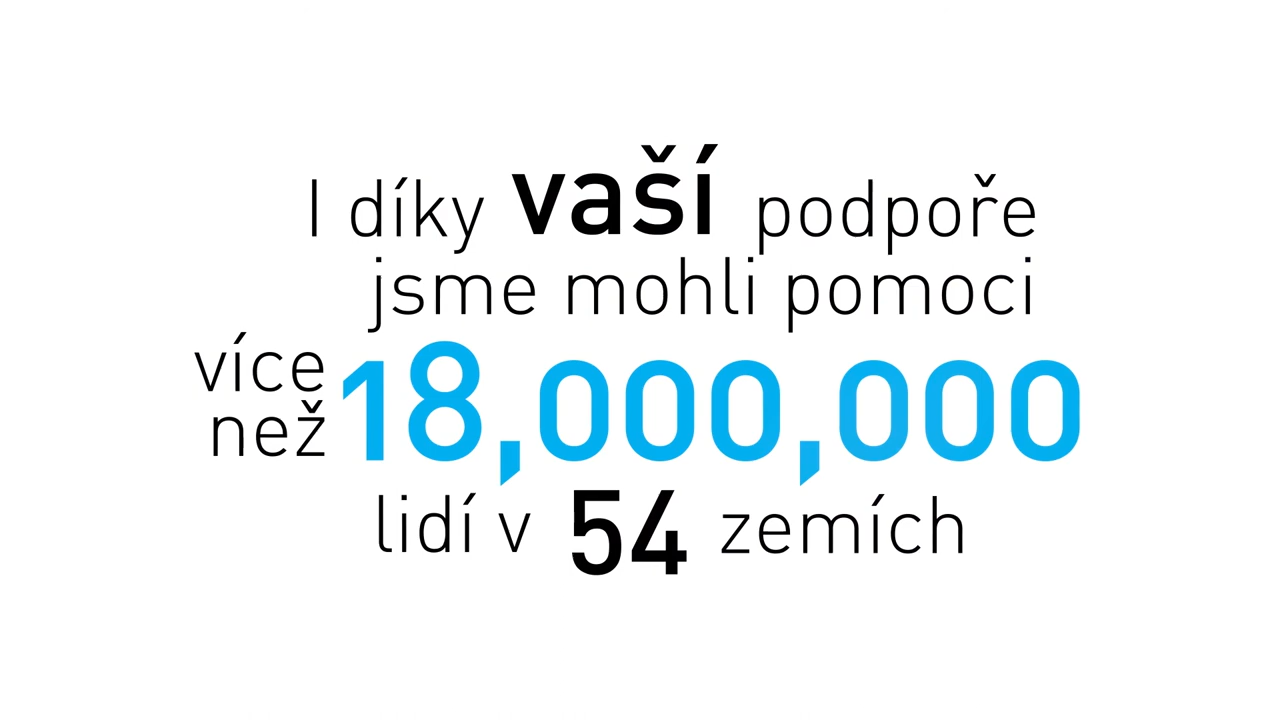 I díky vaší podpoře
jsme mohli pomoci
více
než 18,000,000
lidí v 54 zemích